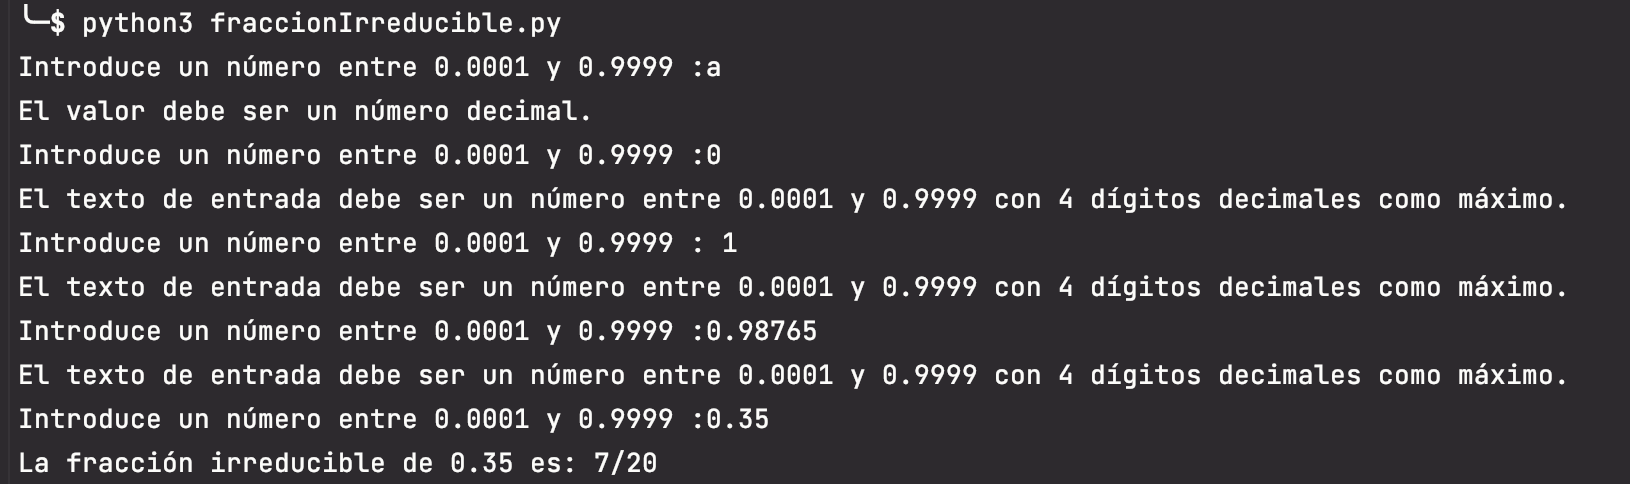 ╰─$ python3 fraccionIrreducible.py
Introduce un número entre 0.0001 y 0.9999 :a
El valor debe ser un número decimal.
Introduce un número entre 0.0001 y 0.9999 :0
El texto de entrada debe ser un número entre 0.0001 y 0.9999 con 4 dígitos decimales como máximo.
Introduce un número entre 0.0001 y 0.9999 : 1
El texto de entrada debe ser un número entre 0.0001 y 0.9999 con 4 dígitos decimales como máximo.
Introduce un número entre 0.0001 y 0.9999 :0.98765
El texto de entrada debe ser un número entre 0.0001 y 0.9999 con 4 dígitos decimales como máximo.
Introduce un número entre 0.0001 y 0.9999 :0.35
La fracción irreducible de 0.35 es: 7/20